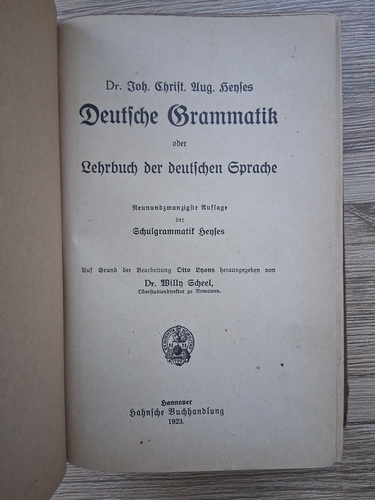 Dr. Joh. Christ. Aug. Heyses
Deutsche Grammatik
oder
Lehrbuch der deutschen Sprache
Neunundzwanzigste Auflage
der
Schulgrammatik Heyses
Auf Grund der Bearbeitung Otto Lyons herausgegeben von
Dr. Willy Scheel,
Oberstudiendirektor zu Nowawes.
Hannover
Hahnsche Buchhandlung
1923.